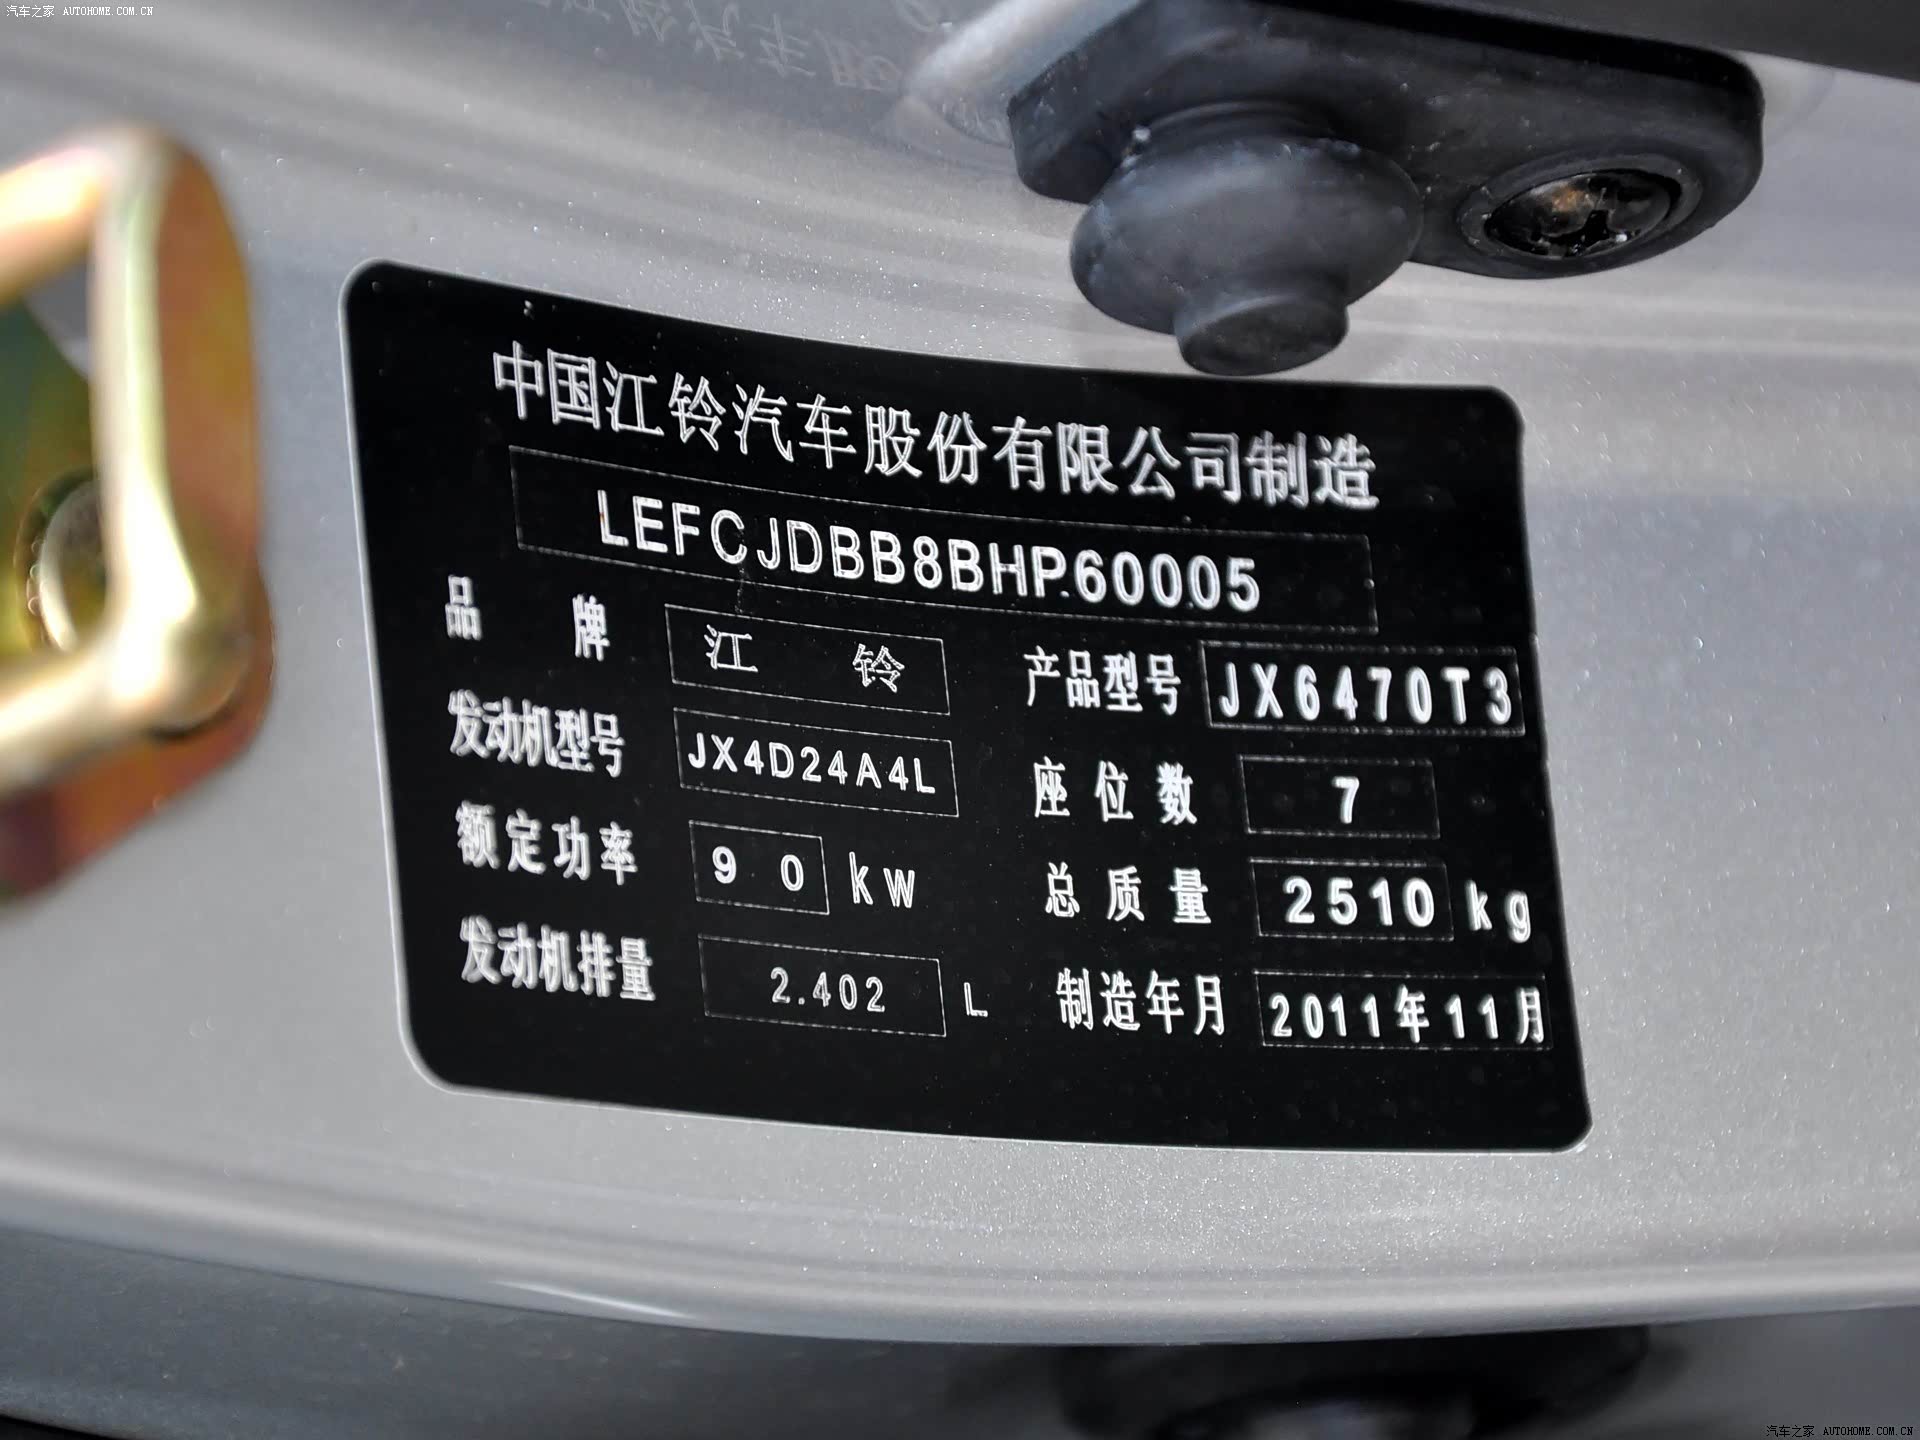 汽车之家 AUTOHOME.COM.CN
中国江铃汽车股份有限公司制造
LEFCJDBB8BHP60005
品 牌 江 铃 产品型号 JX6470T3
发动机型号 JX4D24A4L 座位数 7
额定功率 90 kw 总质量 2510 kg
发动机排量 2.402 L 制造年月 2011年11月
汽车之家 AUTOHOME.COM.CN